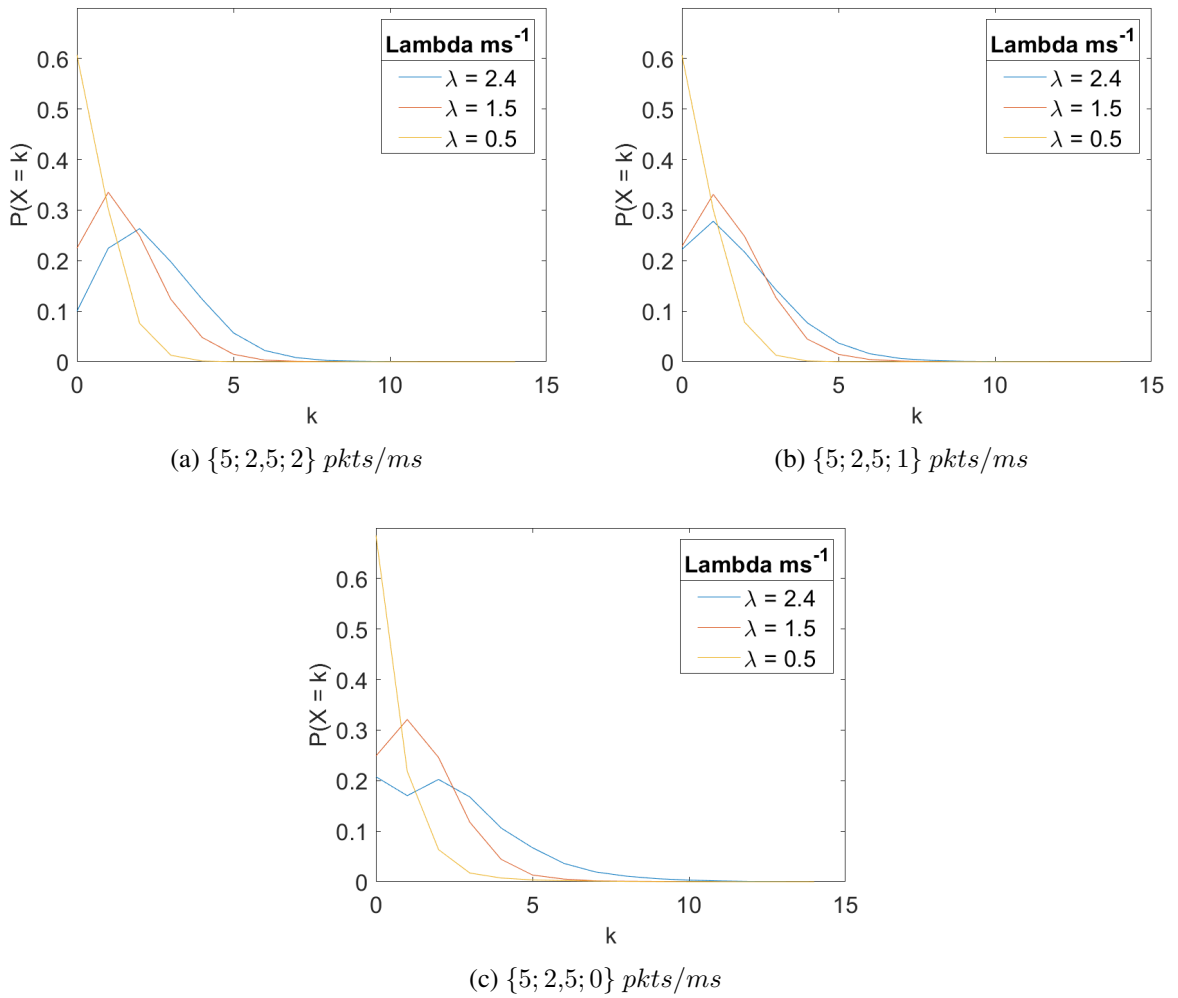 Lambda ms⁻¹
λ = 2.4
λ = 1.5
λ = 0.5
P(X = k)
0.6
0.5
0.4
0.3
0.2
0.1
0
0 5 10 15
k
(a) {5; 2,5; 2} pkts/ms
Lambda ms⁻¹
λ = 2.4
λ = 1.5
λ = 0.5
P(X = k)
0.6
0.5
0.4
0.3
0.2
0.1
0
0 5 10 15
k
(b) {5; 2,5; 1} pkts/ms
Lambda ms⁻¹
λ = 2.4
λ = 1.5
λ = 0.5
P(X = k)
0.6
0.5
0.4
0.3
0.2
0.1
0
0 5 10 15
k
(c) {5; 2,5; 0} pkts/ms